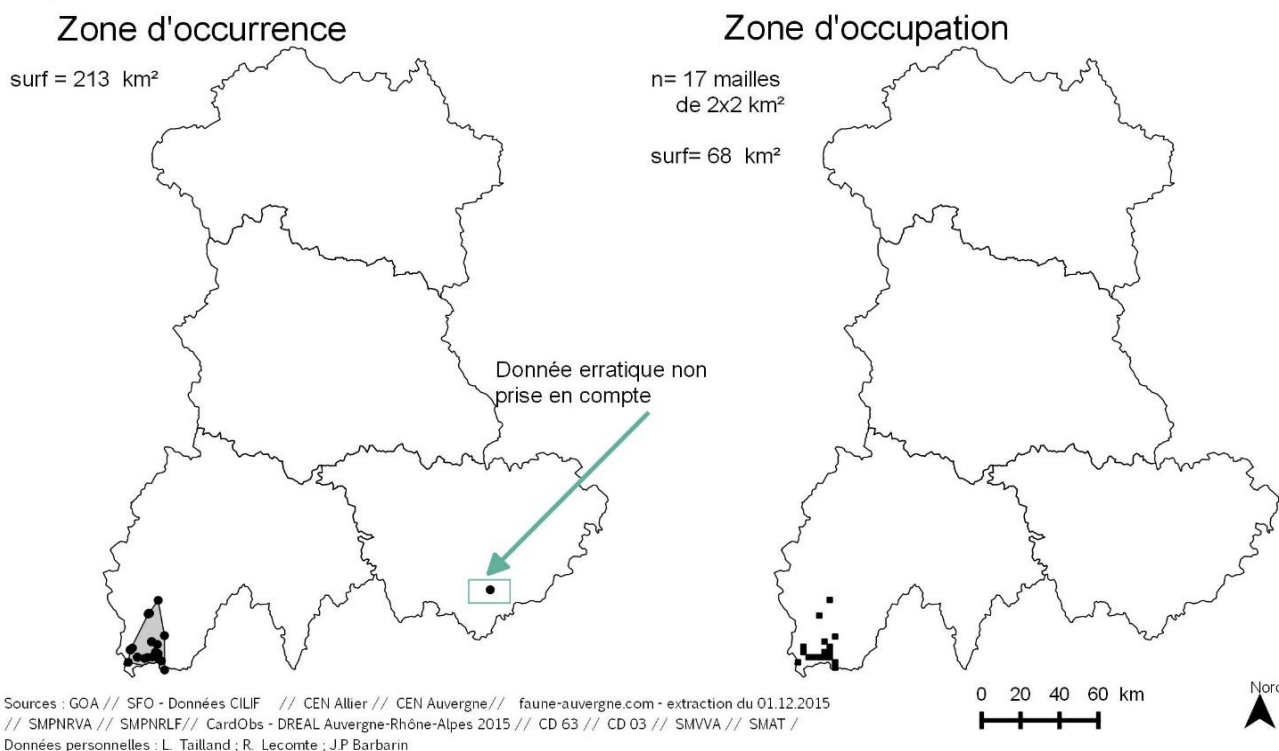 Zone d'occurrence
surf = 213 km²
Zone d'occupation
n= 17 mailles
de 2x2 km²
surf= 68 km²
Donnée erratique non
prise en compte
0 20 40 60 km
Nord
Sources : GOA // SFO - Données CILIF // CEN Allier // CEN Auvergne// faune-auvergne.com - extraction du 01.12.2015
// SMPNRVA // SMPNRLF// CardObs - DREAL Auvergne-Rhône-Alpes 2015 // CD 63 // CD 03 // SMVVA // SMAT /
Données personnelles : L. Tailland ; R. Lecomte ; J.P Barbarin